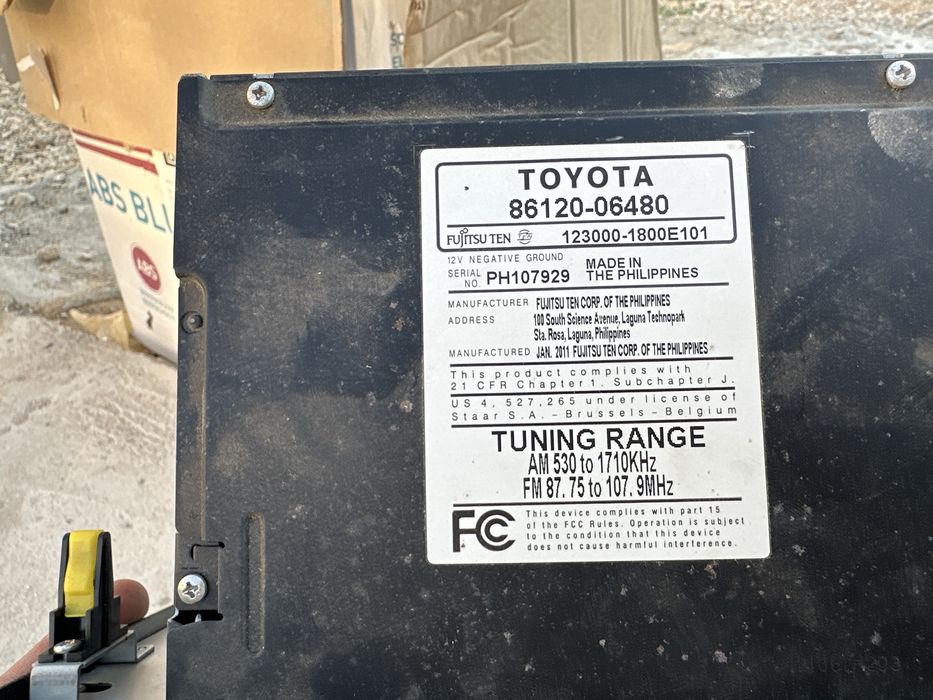 ABS BL
ABS
TOYOTA
86120-06480
FUJITSU TEN 123000-1800E101
12V NEGATIVE GROUND
SERIAL NO. PH107929 MADE IN THE PHILIPPINES
MANUFACTURER FUJITSU TEN CORP. OF THE PHILIPPINES
ADDRESS 100 South Science Avenue, Laguna Technopark
Sta. Rosa, Laguna, Philippines
MANUFACTURED JAN. 2011 FUJITSU TEN CORP. OF THE PHILIPPINES
This product complies with
21 CFR Chapter 1. Subchapter J.
US 4, 527, 265 under license of
Staar S.A. – Brussels – Belgium
TUNING RANGE
AM 530 to 1710KHz
FM 87. 75 to 107. 9MHz
FC This device complies with part 15
of the FCC Rules. Operation is subject
to the condition that this device
does not cause harmful interference.